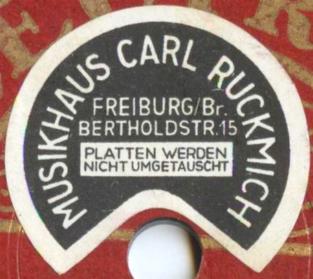 MUSIKHAUS CARL RUCKMICH
FREIBURG/Br.
BERTHOLDSTR.15
PLATTEN WERDEN
NICHT UMGETAUSCHT